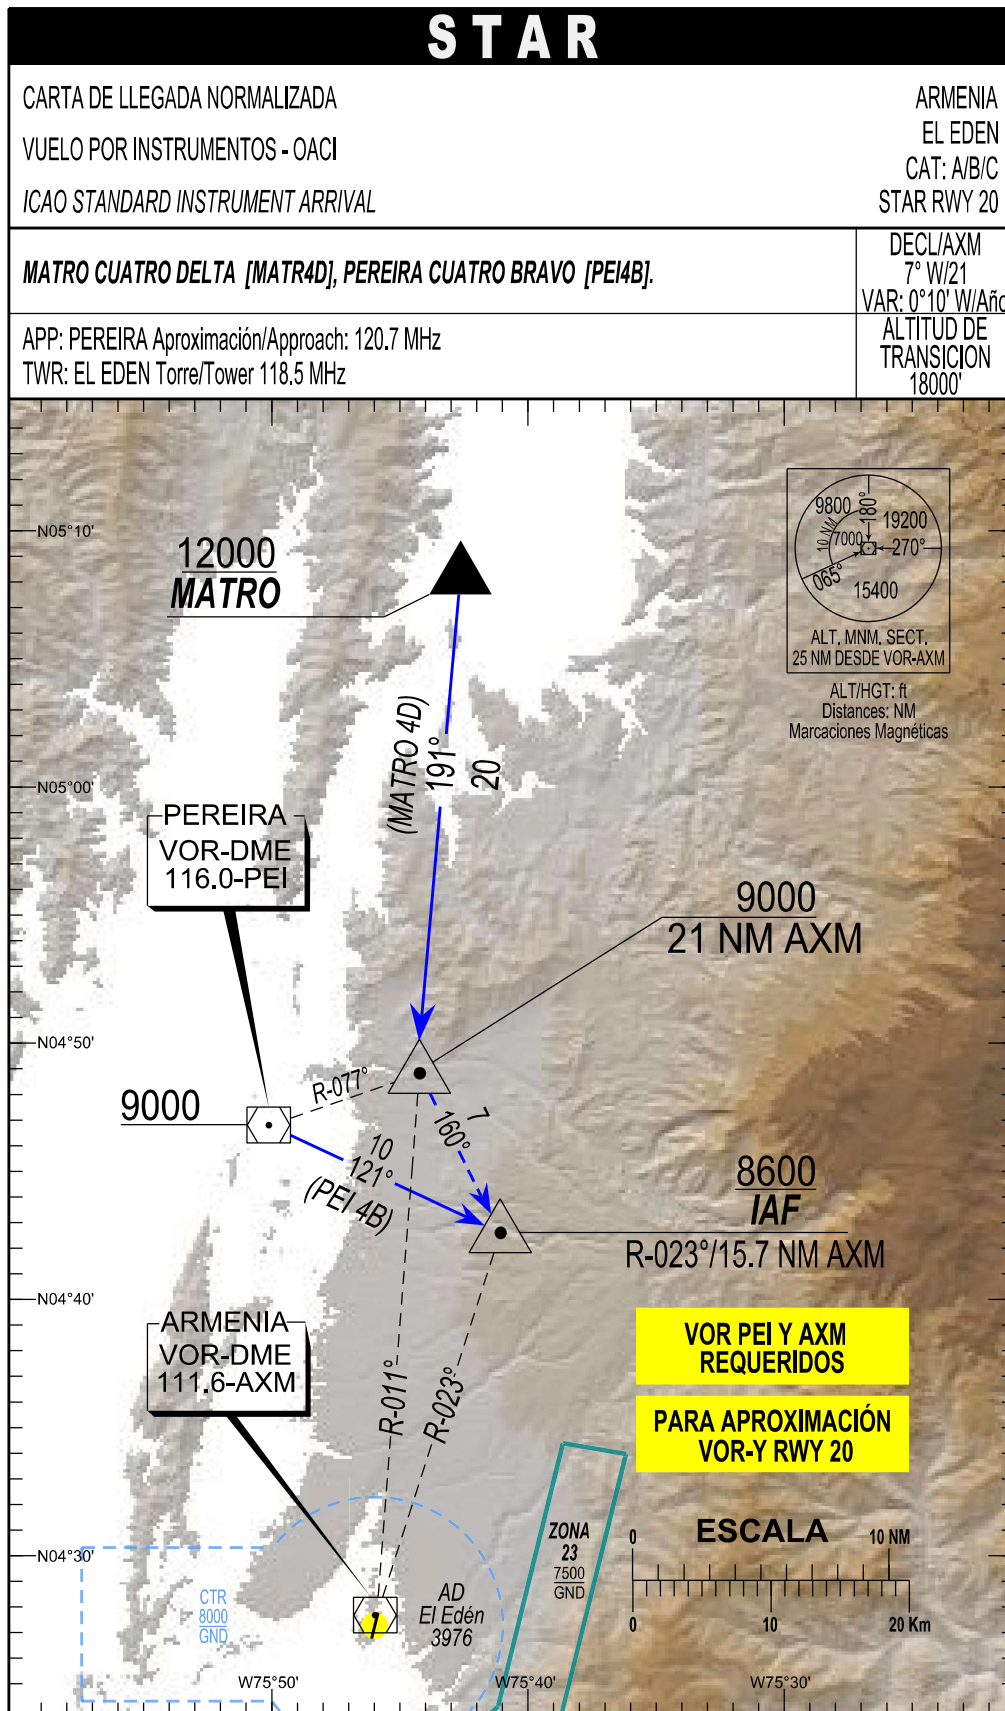 STAR
CARTA DE LLEGADA NORMALIZADA
VUELO POR INSTRUMENTOS - OACI
ICAO STANDARD INSTRUMENT ARRIVAL
ARMENIA
EL EDEN
CAT: A/B/C
STAR RWY 20
MATRO CUATRO DELTA [MATR4D], PEREIRA CUATRO BRAVO [PEI4B].
DECL/AXM
7° W/21
VAR: 0°10' W/Año
APP: PEREIRA Aproximación/Approach: 120.7 MHz
TWR: EL EDEN Torre/Tower 118.5 MHz
ALTITUD DE
TRANSICION
18000'
N05°10'
12000
MATRO
9800
180°
19200
10 NM
7000
270°
065°
15400
ALT. MNM. SECT.
25 NM DESDE VOR-AXM
ALT/HGT: ft
Distances: NM
Marcaciones Magnéticas
(MATRO 4D)
191°
20
N05°00'
PEREIRA
VOR-DME
116.0-PEI
9000
21 NM AXM
N04°50'
R-077°
9000
7
160°
10
121°
(PEI 4B)
8600
IAF
R-023°/15.7 NM AXM
N04°40'
ARMENIA
VOR-DME
111.6-AXM
VOR PEI Y AXM
REQUERIDOS
R-011°
R-023°
PARA APROXIMACIÓN
VOR-Y RWY 20
N04°30'
ZONA
23
7500
GND
ESCALA
0
10 NM
0
10
20 Km
CTR
8000
GND
AD
El Edén
3976
W75°50'
W75°40'
W75°30'